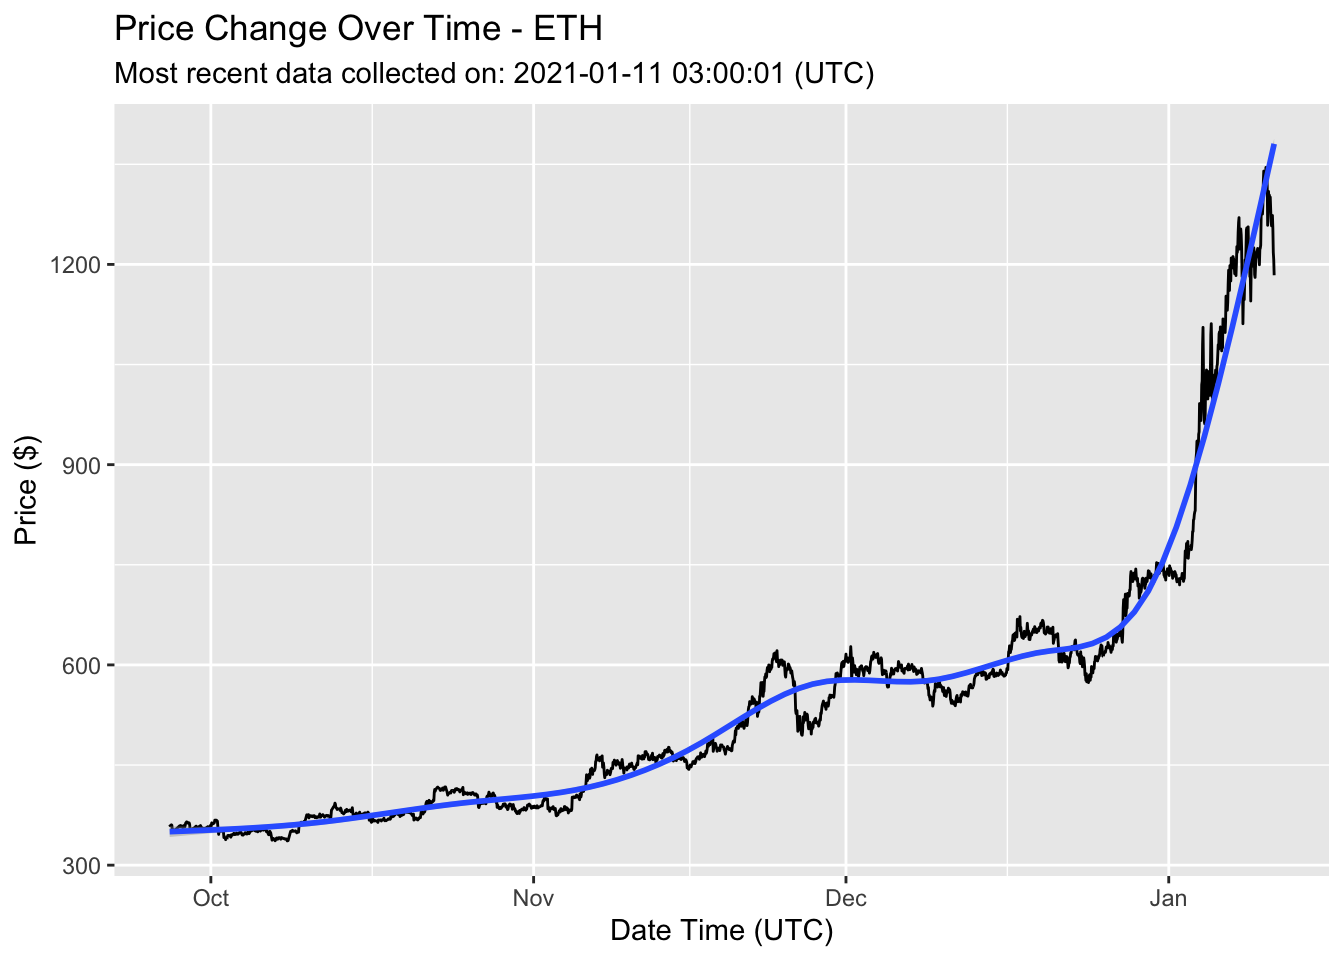 Price Change Over Time - ETH
Most recent data collected on: 2021-01-11 03:00:01 (UTC)
Price ($)
1200
900
600
300
Oct
Nov
Dec
Jan
Date Time (UTC)